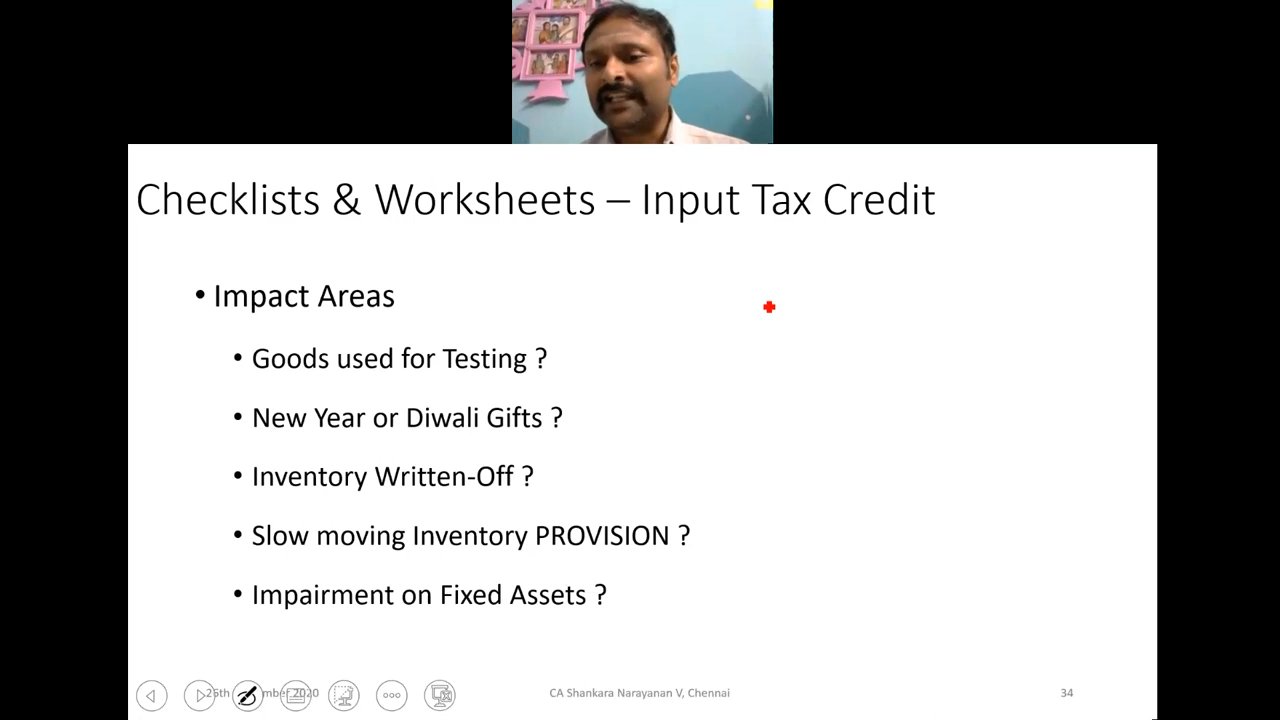 Checklists & Worksheets – Input Tax Credit
• Impact Areas
• Goods used for Testing ?
• New Year or Diwali Gifts ?
• Inventory Written-Off ?
• Slow moving Inventory PROVISION ?
• Impairment on Fixed Assets ?
2020
CA Shankara Narayanan V, Chennai
34